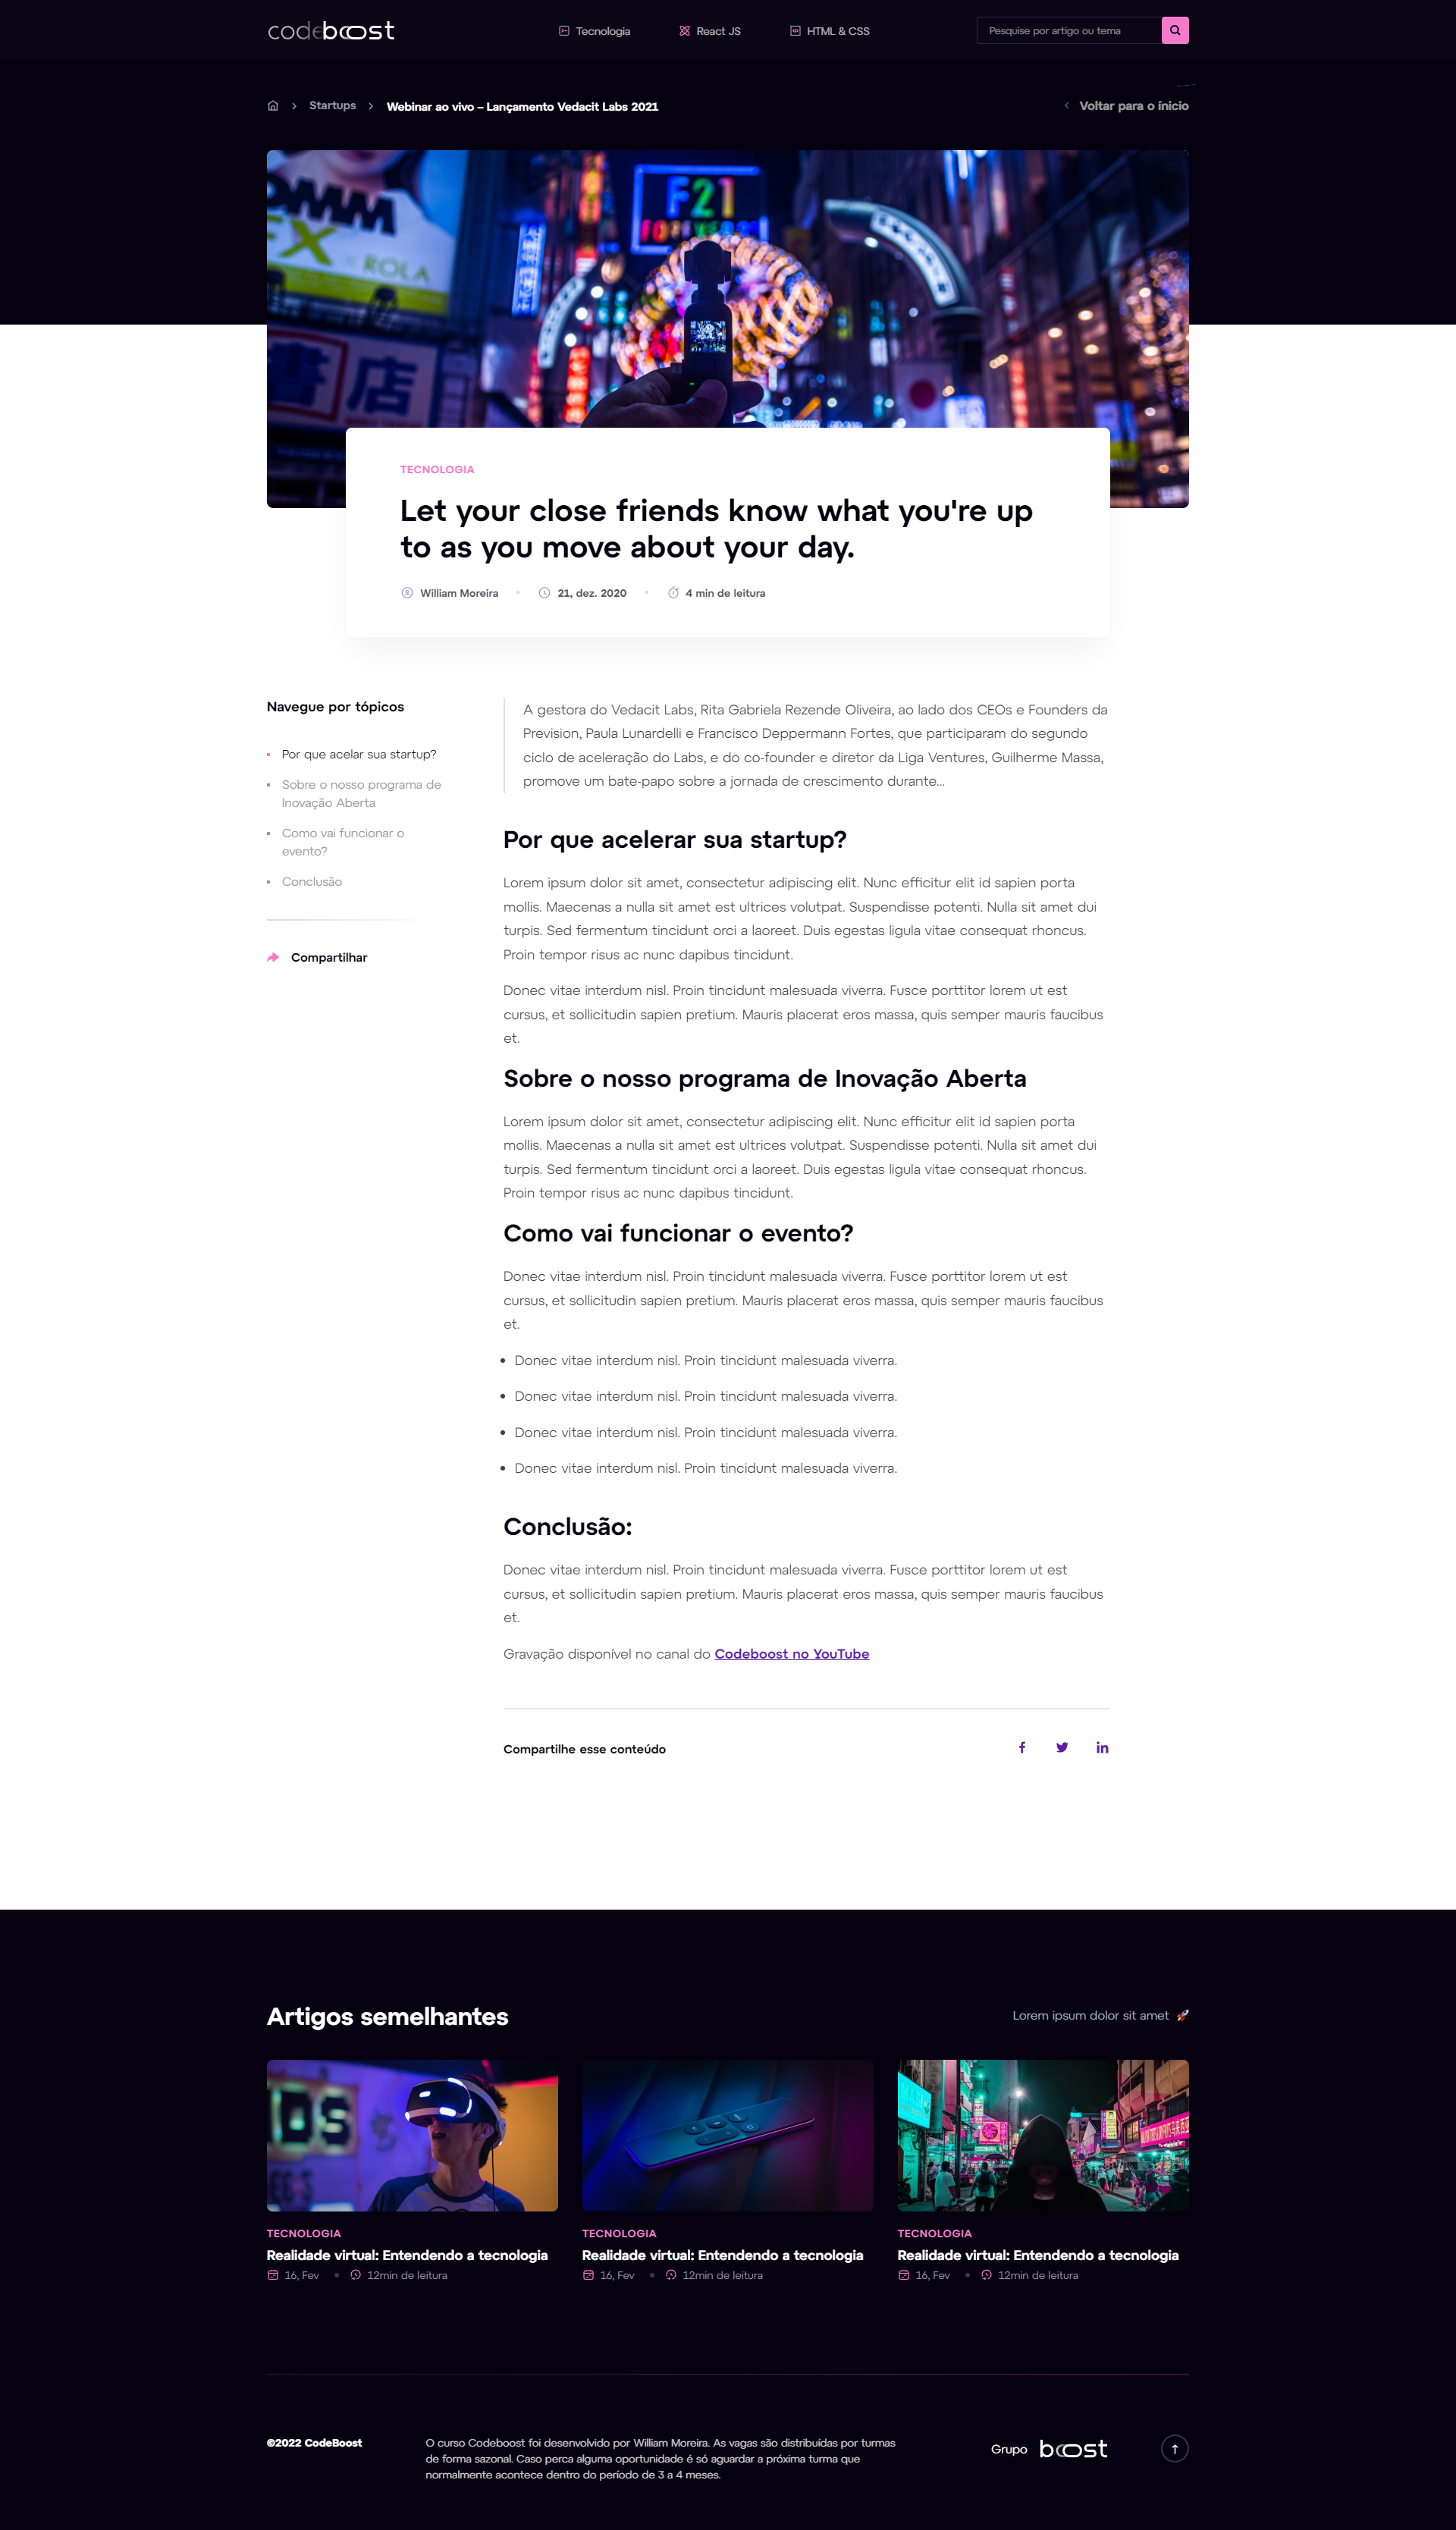 codeboost
Tecnologia
React JS
HTML & CSS
Pesquise por artigo ou tema
Startups
Webinar ao vivo – Lançamento Vedacit Labs 2021
Voltar para o ínicio
F21
ROLA
書店
TECNOLOGIA
Let your close friends know what you're up
to as you move about your day.
William Moreira
21, dez. 2020
4 min de leitura
Navegue por tópicos
Por que acelar sua startup?
Sobre o nosso programa de
Inovação Aberta
Como vai funcionar o
evento?
Conclusão
Compartilhar
A gestora do Vedacit Labs, Rita Gabriela Rezende Oliveira, ao lado dos CEOs e Founders da
Prevision, Paula Lunardelli e Francisco Deppermann Fortes, que participaram do segundo
ciclo de aceleração do Labs, e do co-founder e diretor da Liga Ventures, Guilherme Massa,
promove um bate-papo sobre a jornada de crescimento durante...
Por que acelerar sua startup?
Lorem ipsum dolor sit amet, consectetur adipiscing elit. Nunc efficitur elit id sapien porta
mollis. Maecenas a nulla sit amet est ultrices volutpat. Suspendisse potenti. Nulla sit amet dui
turpis. Sed fermentum tincidunt orci a laoreet. Duis egestas ligula vitae consequat rhoncus.
Proin tempor risus ac nunc dapibus tincidunt.
Donec vitae interdum nisl. Proin tincidunt malesuada viverra. Fusce porttitor lorem ut est
cursus, et sollicitudin sapien pretium. Mauris placerat eros massa, quis semper mauris faucibus
et.
Sobre o nosso programa de Inovação Aberta
Lorem ipsum dolor sit amet, consectetur adipiscing elit. Nunc efficitur elit id sapien porta
mollis. Maecenas a nulla sit amet est ultrices volutpat. Suspendisse potenti. Nulla sit amet dui
turpis. Sed fermentum tincidunt orci a laoreet. Duis egestas ligula vitae consequat rhoncus.
Proin tempor risus ac nunc dapibus tincidunt.
Como vai funcionar o evento?
Donec vitae interdum nisl. Proin tincidunt malesuada viverra. Fusce porttitor lorem ut est
cursus, et sollicitudin sapien pretium. Mauris placerat eros massa, quis semper mauris faucibus
et.
• Donec vitae interdum nisl. Proin tincidunt malesuada viverra.
• Donec vitae interdum nisl. Proin tincidunt malesuada viverra.
• Donec vitae interdum nisl. Proin tincidunt malesuada viverra.
• Donec vitae interdum nisl. Proin tincidunt malesuada viverra.
Conclusão:
Donec vitae interdum nisl. Proin tincidunt malesuada viverra. Fusce porttitor lorem ut est
cursus, et sollicitudin sapien pretium. Mauris placerat eros massa, quis semper mauris faucibus
et.
Gravação disponível no canal do Codeboost no YouTube
Compartilhe esse conteúdo
Artigos semelhantes
Lorem ipsum dolor sit amet 🚀
TECNOLOGIA
Realidade virtual: Entendendo a tecnologia
16, Fev • 12min de leitura
TECNOLOGIA
Realidade virtual: Entendendo a tecnologia
16, Fev • 12min de leitura
TECNOLOGIA
Realidade virtual: Entendendo a tecnologia
16, Fev • 12min de leitura
©2022 CodeBoost
O curso Codeboost foi desenvolvido por William Moreira. As vagas são distribuídas por turmas
de forma sazonal. Caso perca alguma oportunidade é só aguardar a próxima turma que
normalmente acontece dentro do período de 3 a 4 meses.
Grupo boost